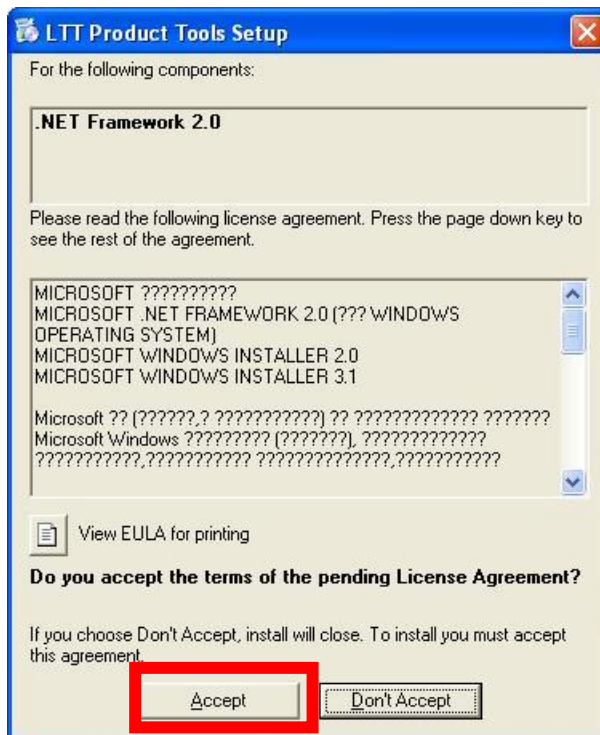 LTT Product Tools Setup
For the following components:
.NET Framework 2.0
Please read the following license agreement. Press the page down key to
see the rest of the agreement.
MICROSOFT ??????????
MICROSOFT .NET FRAMEWORK 2.0 (??? WINDOWS
OPERATING SYSTEM)
MICROSOFT WINDOWS INSTALLER 2.0
MICROSOFT WINDOWS INSTALLER 3.1
Microsoft ?? (??????,? ???????????) ?? ????????????? ???????
Microsoft Windows ????????? (???????), ?????????????
???????????,??????????? ??????????????,???????????
View EULA for printing
Do you accept the terms of the pending License Agreement?
If you choose Don't Accept, install will close. To install you must accept
this agreement.
Accept
Don't Accept